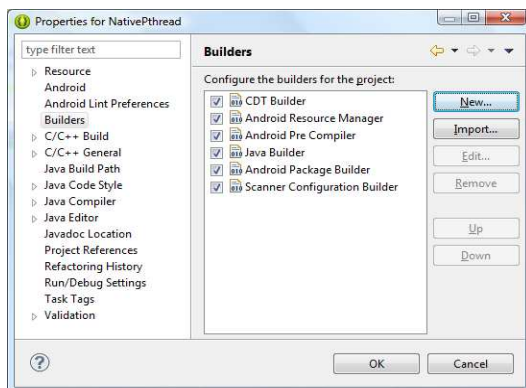 Properties for NativePthread
type filter text
Resource
Android
Android Lint Preferences
Builders
C/C++ Build
C/C++ General
Java Build Path
Java Code Style
Java Compiler
Java Editor
Javadoc Location
Project References
Refactoring History
Run/Debug Settings
Task Tags
Validation
Builders
Configure the builders for the project:
CDT Builder
Android Resource Manager
Android Pre Compiler
Java Builder
Android Package Builder
Scanner Configuration Builder
New...
Import...
Edit...
Remove
Up
Down
?
OK
Cancel